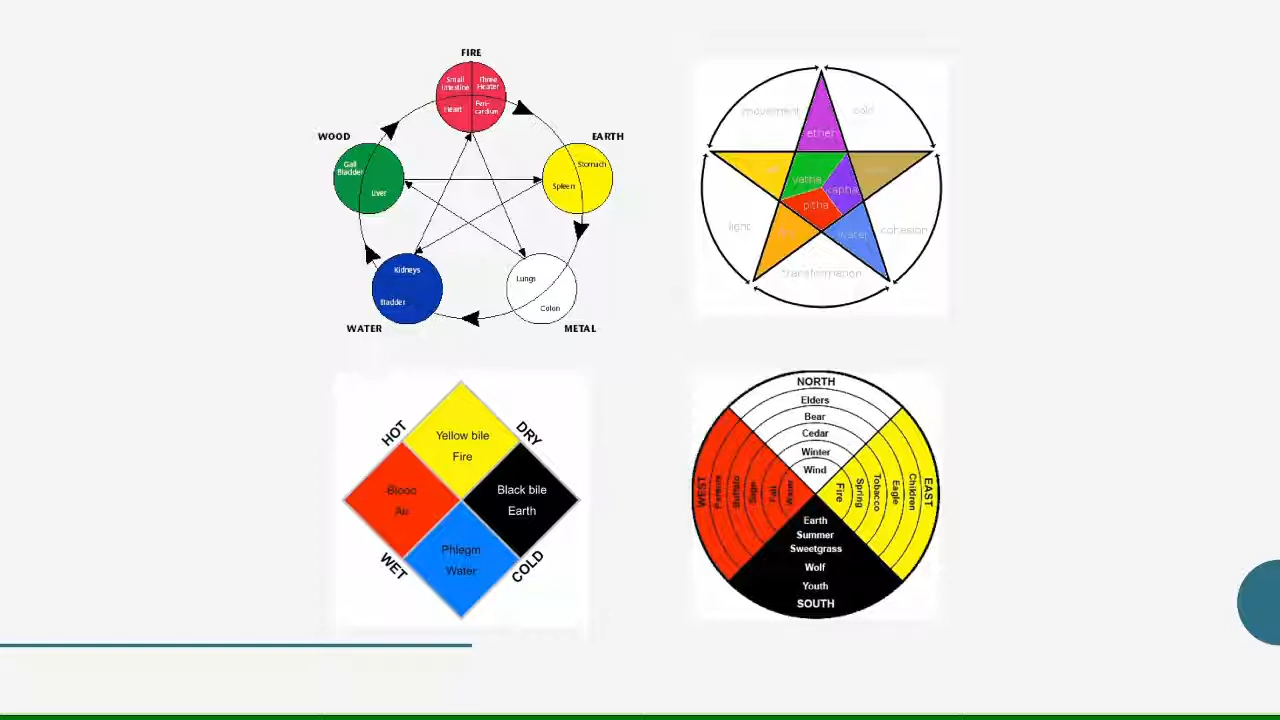 FIRE
Small
Intestine
Three
Heater
Heart
Peri-
cardium
WOOD
Gall
Bladder
Liver
EARTH
Stomach
Spleen
Kidneys
Bladder
WATER
Lungs
Colon
METAL
movement
cold
ether
vatha
kapha
pitha
light
water
cohesion
transformation
HOT
DRY
Yellow bile
Fire
Blood
Air
Black bile
Earth
Phlegm
Water
WET
COLD
NORTH
Elders
Bear
Cedar
Winter
Wind
WEST
Parents
Buffalo
Sage
Fall
Water
Fire
Spring
Tobacco
Eagle
Children
EAST
Earth
Summer
Sweetgrass
Wolf
Youth
SOUTH